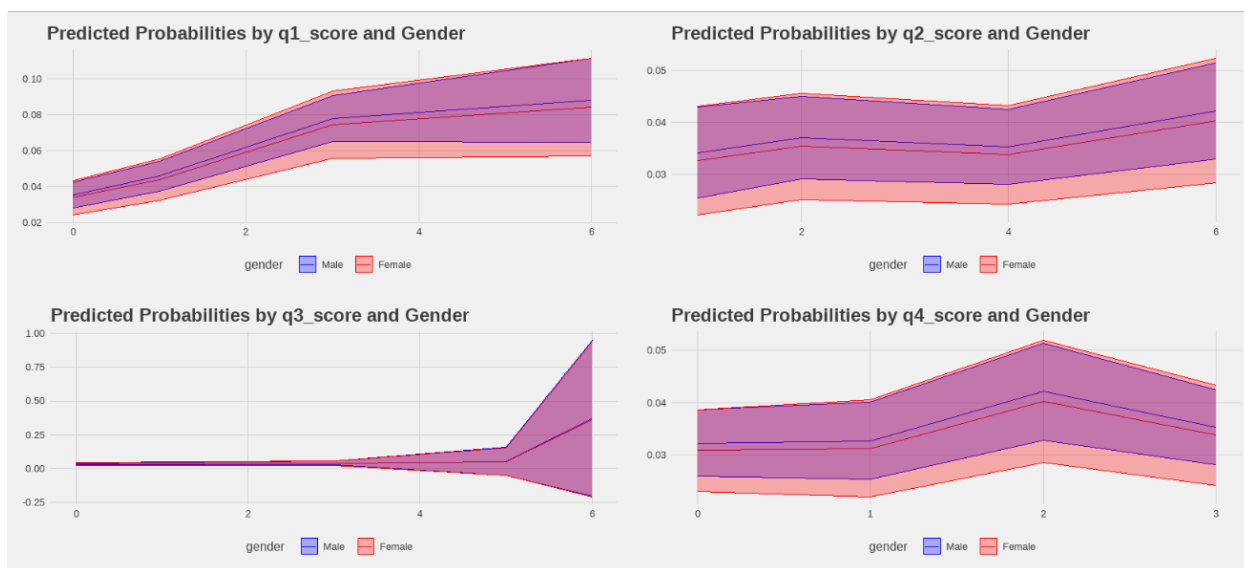 Predicted Probabilities by q1_score and Gender
0.10
0.08
0.06
0.04
0.02
0 2 4 6
gender Male Female
Predicted Probabilities by q2_score and Gender
0.05
0.04
0.03
2 4 6
gender Male Female
Predicted Probabilities by q3_score and Gender
1.00
0.75
0.50
0.25
0.00
-0.25
0 2 4 6
gender Male Female
Predicted Probabilities by q4_score and Gender
0.05
0.04
0.03
0 1 2 3
gender Male Female